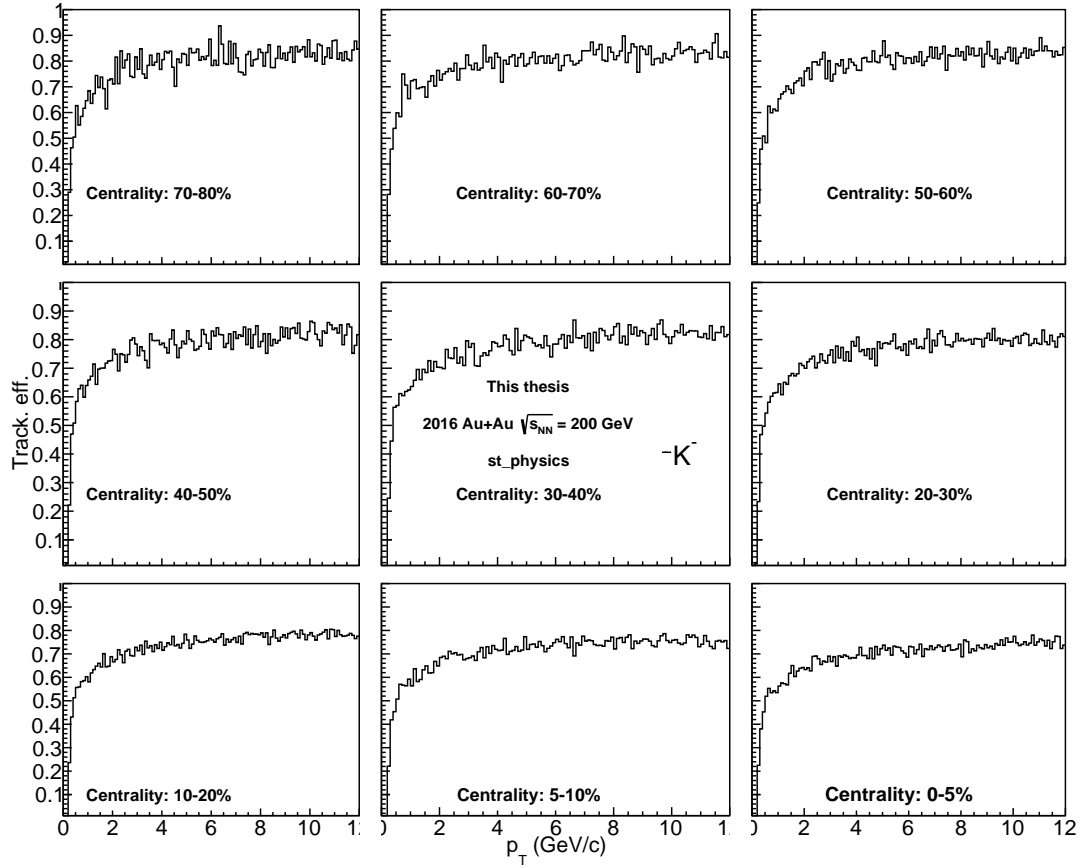 1
0.9
0.8
0.7
0.6
0.5
0.4
0.3
0.2
0.1
Centrality: 70-80%
Centrality: 60-70%
Centrality: 50-60%
Track. eff.
0.9
0.8
0.7
0.6
0.5
0.4
0.3
0.2
0.1
Centrality: 40-50%
This thesis
2016 Au+Au √sNN = 200 GeV
st_physics
K-
Centrality: 30-40%
Centrality: 20-30%
0.9
0.8
0.7
0.6
0.5
0.4
0.3
0.2
0.1
Centrality: 10-20%
Centrality: 5-10%
Centrality: 0-5%
0 2 4 6 8 10 1
2 4 6 8 10
2 4 6 8 10 12
pT (GeV/c)